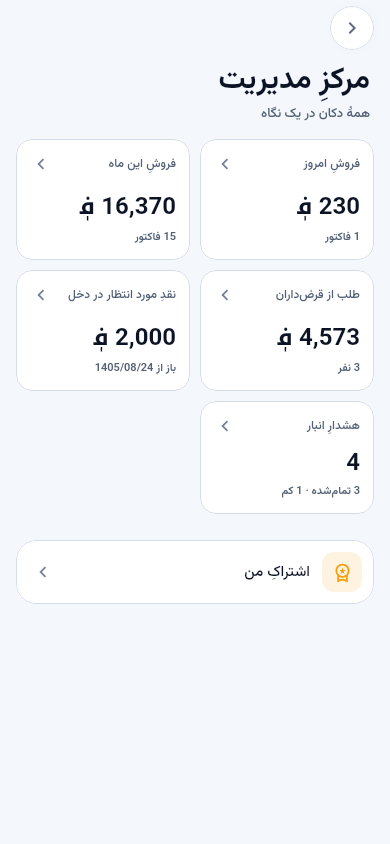 مرکزِ مدیریت
همهٔ دکان در یک نگاه
فروشِ امروز
230 ؋
1 فاکتور
فروشِ این ماه
16,370 ؋
15 فاکتور
طلب از قرض‌داران
4,573 ؋
3 نفر
نقدِ مورد انتظار در دخل
2,000 ؋
باز از 1405/08/24
هشدارِ انبار
4
3 تمام‌شده · 1 کم
اشتراکِ من